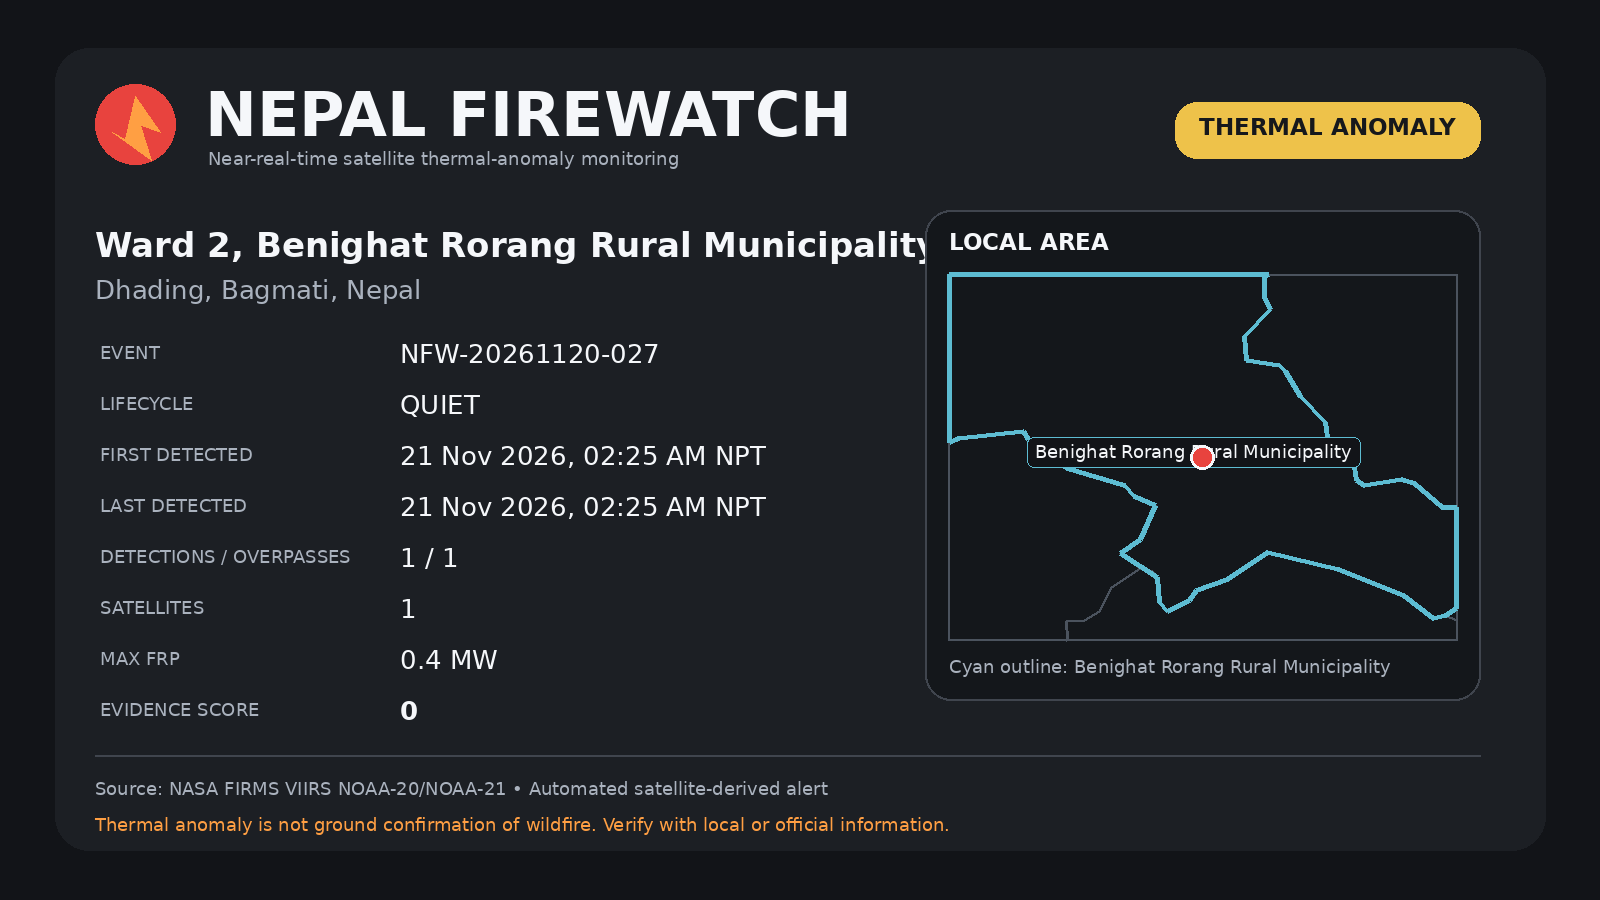 NEPAL FIREWATCH
Near-real-time satellite thermal-anomaly monitoring
THERMAL ANOMALY
Ward 2, Benighat Rorang Rural Municipality
Dhading, Bagmati, Nepal
EVENT NFW-20261120-027
LIFECYCLE QUIET
FIRST DETECTED 21 Nov 2026, 02:25 AM NPT
LAST DETECTED 21 Nov 2026, 02:25 AM NPT
DETECTIONS / OVERPASSES 1 / 1
SATELLITES 1
MAX FRP 0.4 MW
EVIDENCE SCORE 0
LOCAL AREA
Benighat Rorang Rural Municipality
Cyan outline: Benighat Rorang Rural Municipality
Source: NASA FIRMS VIIRS NOAA-20/NOAA-21 • Automated satellite-derived alert
Thermal anomaly is not ground confirmation of wildfire. Verify with local or official information.